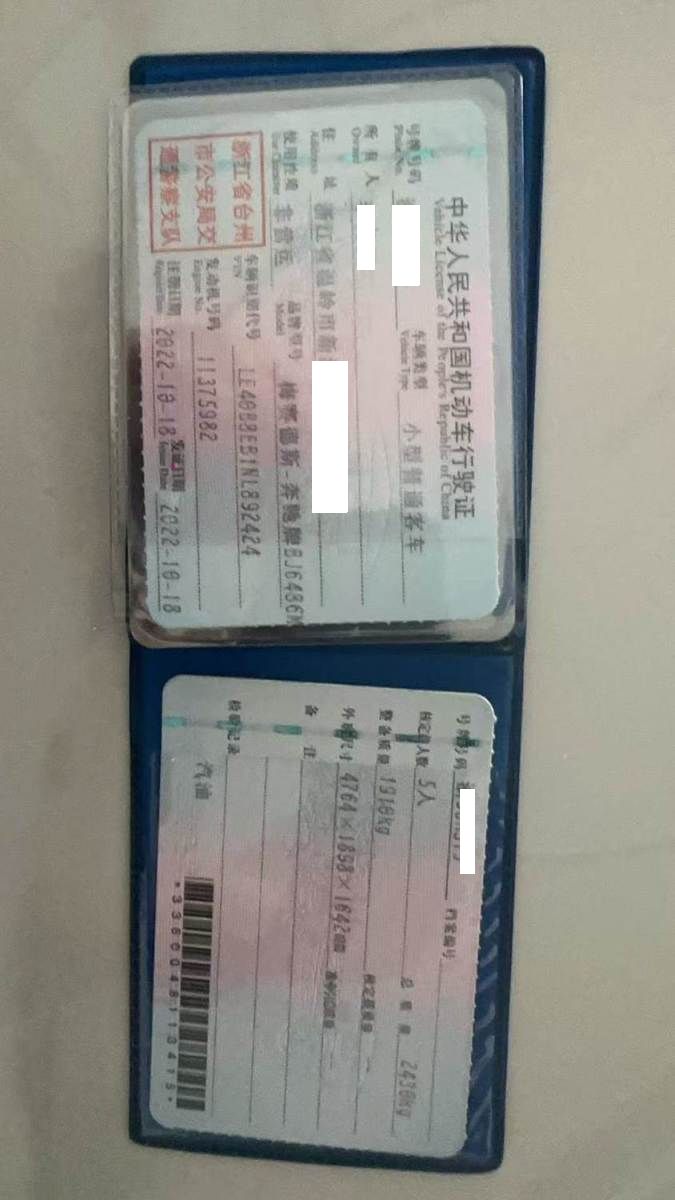 中华人民共和国机动车行驶证
Vehicle License of the People's Republic of China
号牌号码
Plate No.
车辆类型 小型普通客车
Vehicle Type
所有人
Owner
住址 浙江省温岭市新
Address
使用性质 非营运 品牌型号 梅赛德斯-奔驰牌BJ6486M
Use Character Model
浙江省台州
市公安局交
通警察支队
车辆识别代号 LE40B8EB1NL892424
VIN
发动机号码 11375982
Engine No.
注册日期 2022-10-18 发证日期 2022-10-18
Register Date Issue Date
号牌号码 档案编号
核定载人数 5人 总质量 2430kg
整备质量 1918kg 核定载质量 --
外廓尺寸 4764×1898×1642mm 准牵引总质量 --
备注
检验记录
汽油
*3360048113415*